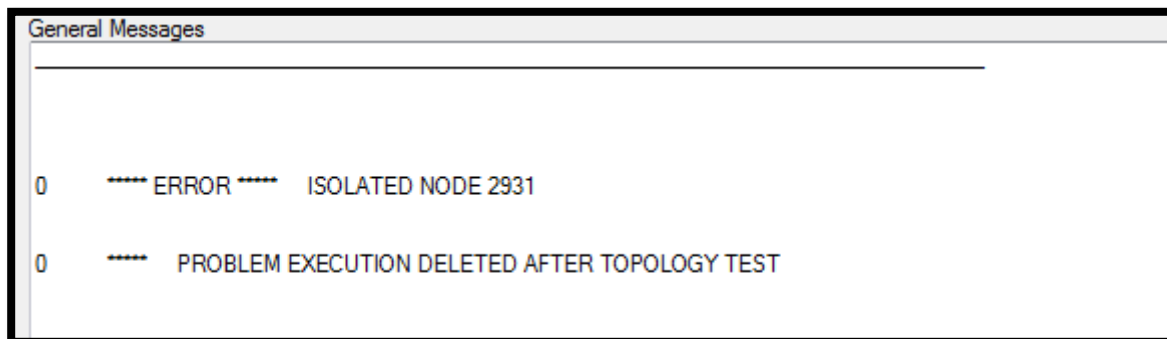 General Messages
0 ***** ERROR ***** ISOLATED NODE 2931
0 ***** PROBLEM EXECUTION DELETED AFTER TOPOLOGY TEST